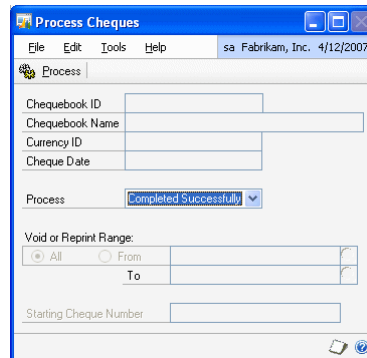 Process Cheques
File Edit Tools Help sa Fabrikam, Inc. 4/12/2007
Process
Chequebook ID
Chequebook Name
Currency ID
Cheque Date
Process Completed Successfully
Void or Reprint Range:
All From
To
Starting Cheque Number